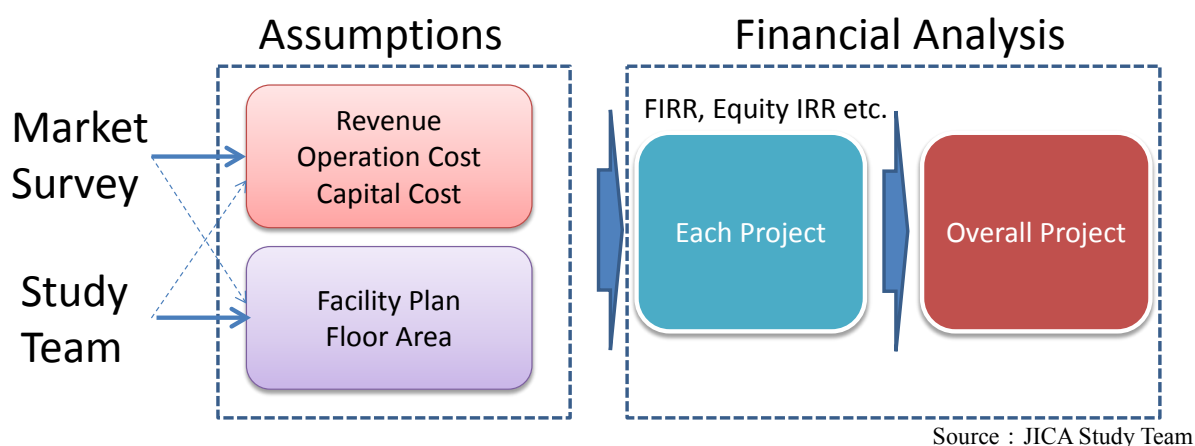 Assumptions
Financial Analysis
Market
Survey
Study
Team
Revenue
Operation Cost
Capital Cost
Facility Plan
Floor Area
FIRR, Equity IRR etc.
Each Project
Overall Project
Source：JICA Study Team